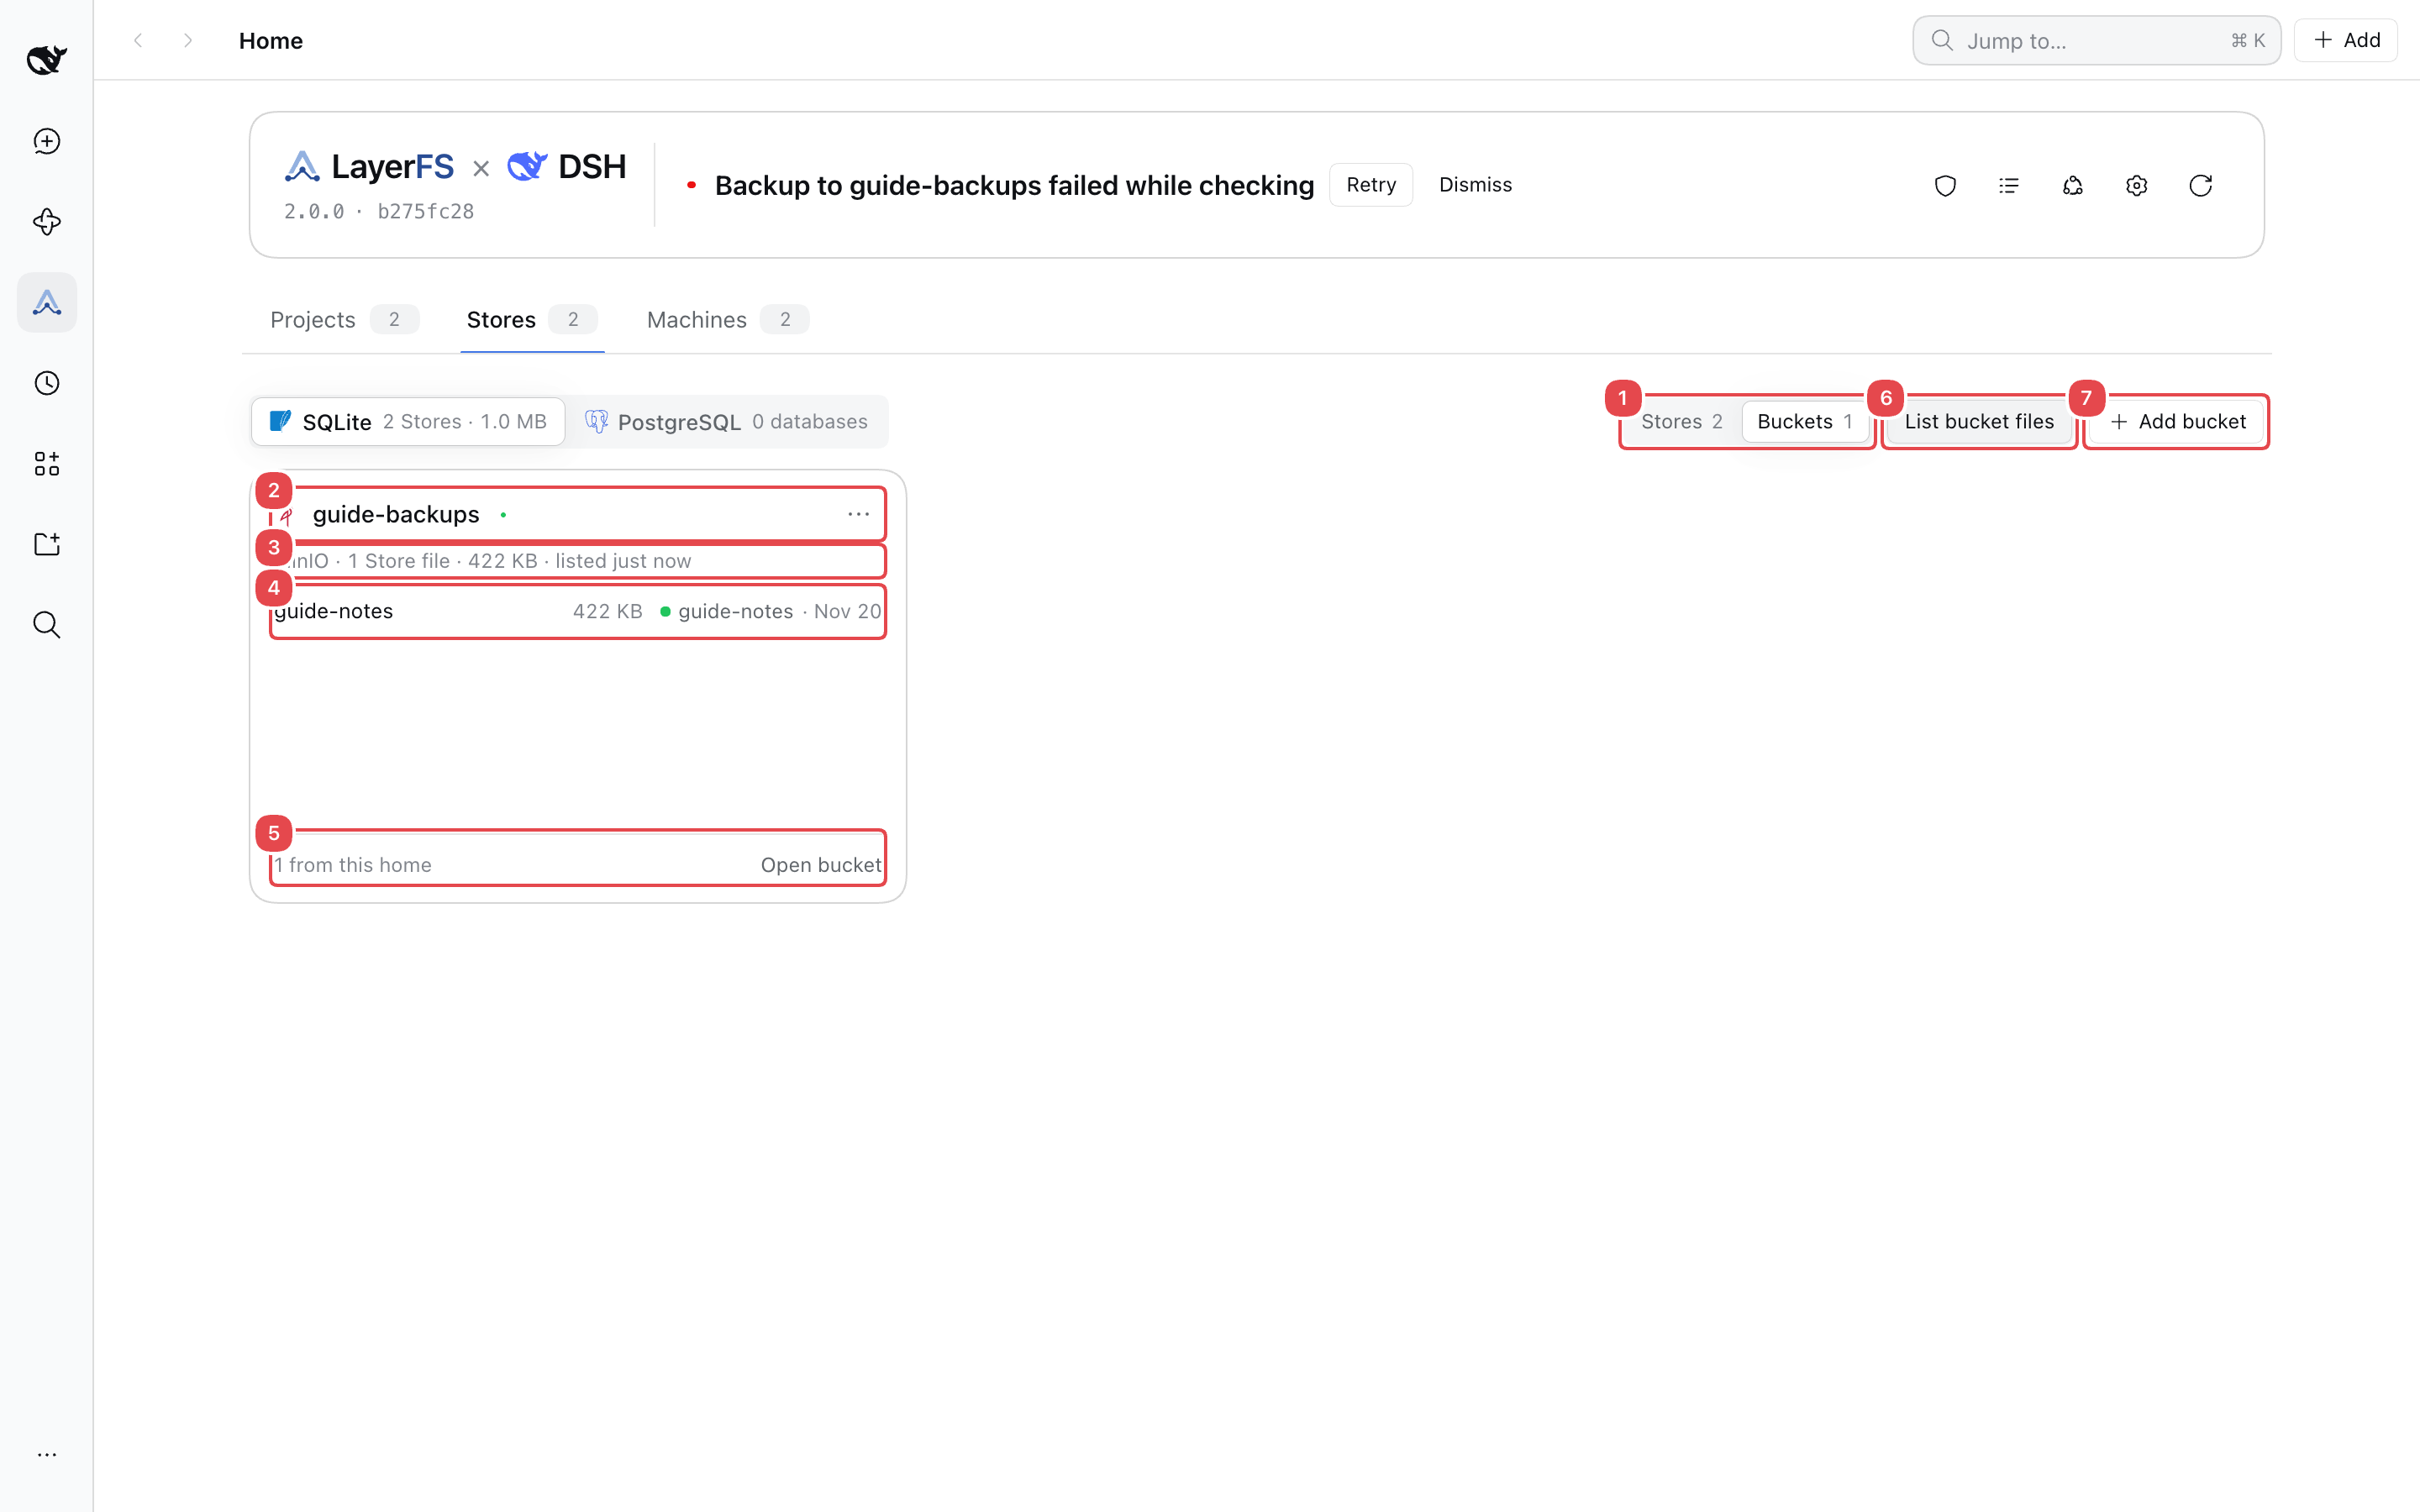 Home
Jump to...
⌘ K
Add
LayerFS × DSH
2.0.0 · b275fc28
Backup to guide-backups failed while checking
Retry
Dismiss
Projects 2
Stores 2
Machines 2
SQLite 2 Stores · 1.0 MB
PostgreSQL 0 databases
1
Stores 2
Buckets 1
6
List bucket files
7
Add bucket
2
guide-backups
3
nIO · 1 Store file · 422 KB · listed just now
4
guide-notes 422 KB guide-notes · Nov 20
5
1 from this home
Open bucket